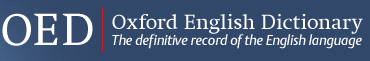 OED
Oxford English Dictionary
The definitive record of the English language